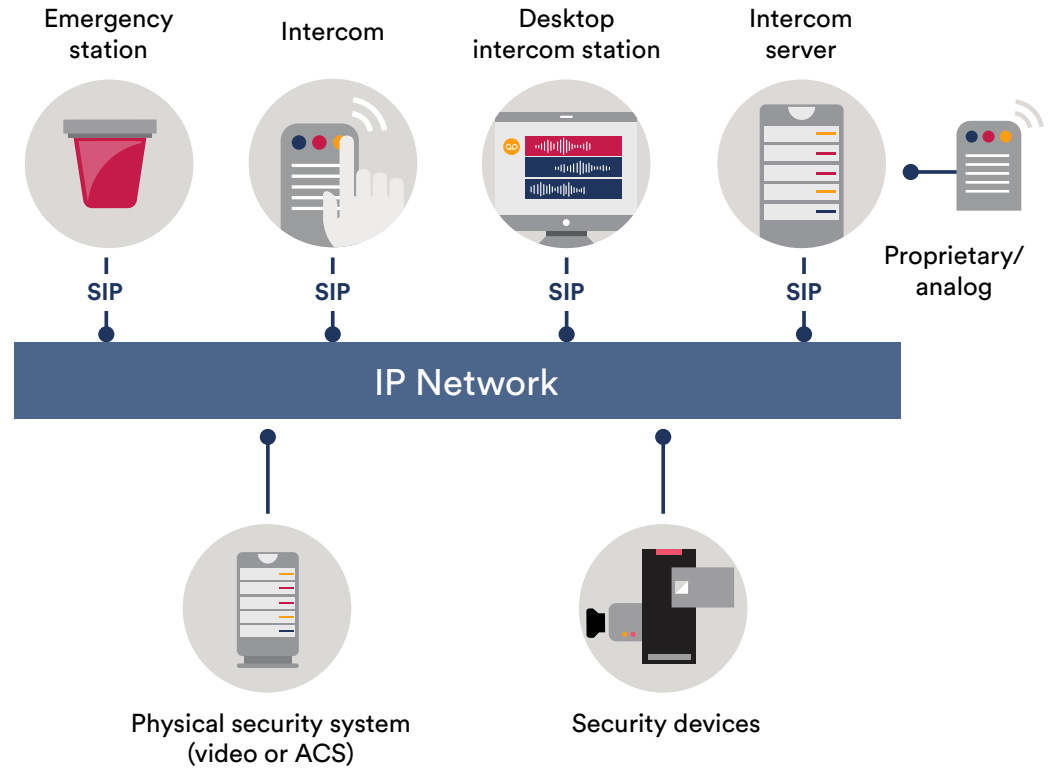 Emergency
station
Intercom
Desktop
intercom station
Intercom
server
Proprietary/
analog
SIP
SIP
SIP
SIP
IP Network
Physical security system
(video or ACS)
Security devices